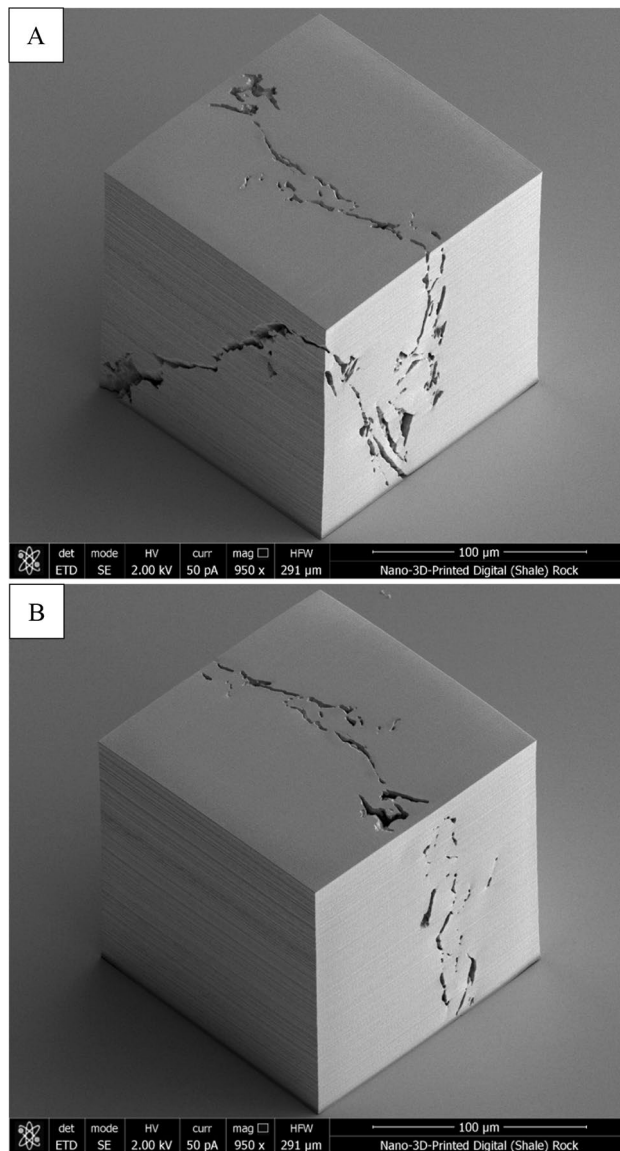 A
det mode HV curr mag HFW 100 μm
ETD SE 2.00 kV 50 pA 950 x 291 μm Nano-3D-Printed Digital (Shale) Rock
B
det mode HV curr mag HFW 100 μm
ETD SE 2.00 kV 50 pA 950 x 291 μm Nano-3D-Printed Digital (Shale) Rock